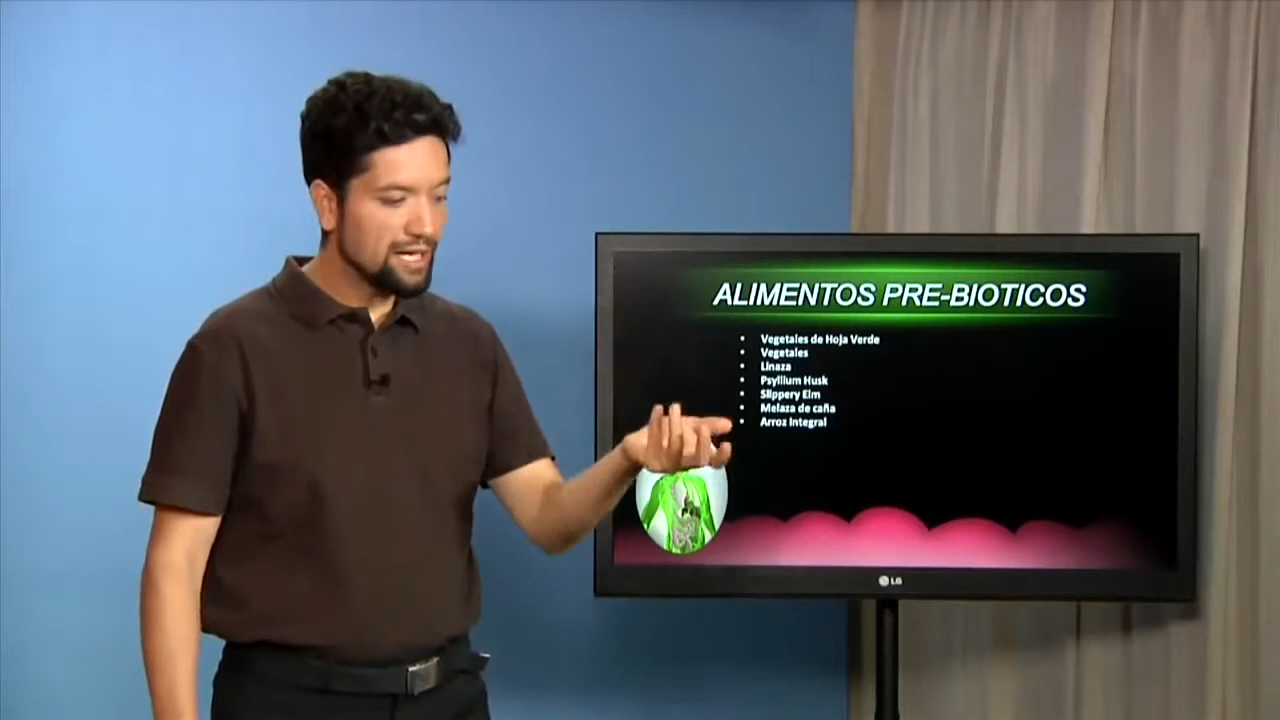 ALIMENTOS PRE-BIOTICOS
• Vegetales de Hoja Verde
• Vegetales
• Linaza
• Psyllium Husk
• Slippery Elm
• Melaza de caña
• Arroz Integral
LG